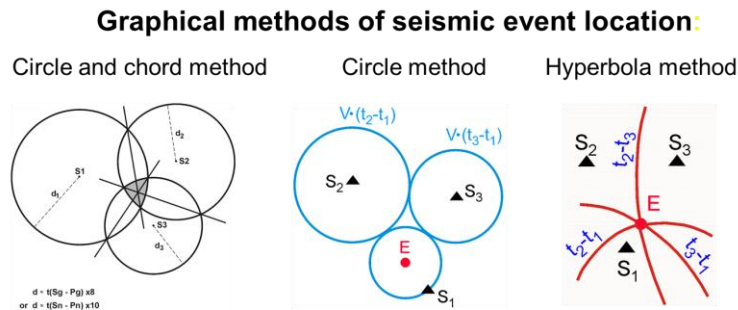 Graphical methods of seismic event location:
Circle and chord method
Circle method
Hyperbola method
d2
S1
S2
d1
S3
d3
d = t(Sg - Pg) x8
or d = t(Sn - Pn) x10
V·(t2-t1)
V·(t3-t1)
S2
S3
E
S1
S2
t2-t3
S3
E
t2-t1
S1
t3-t1